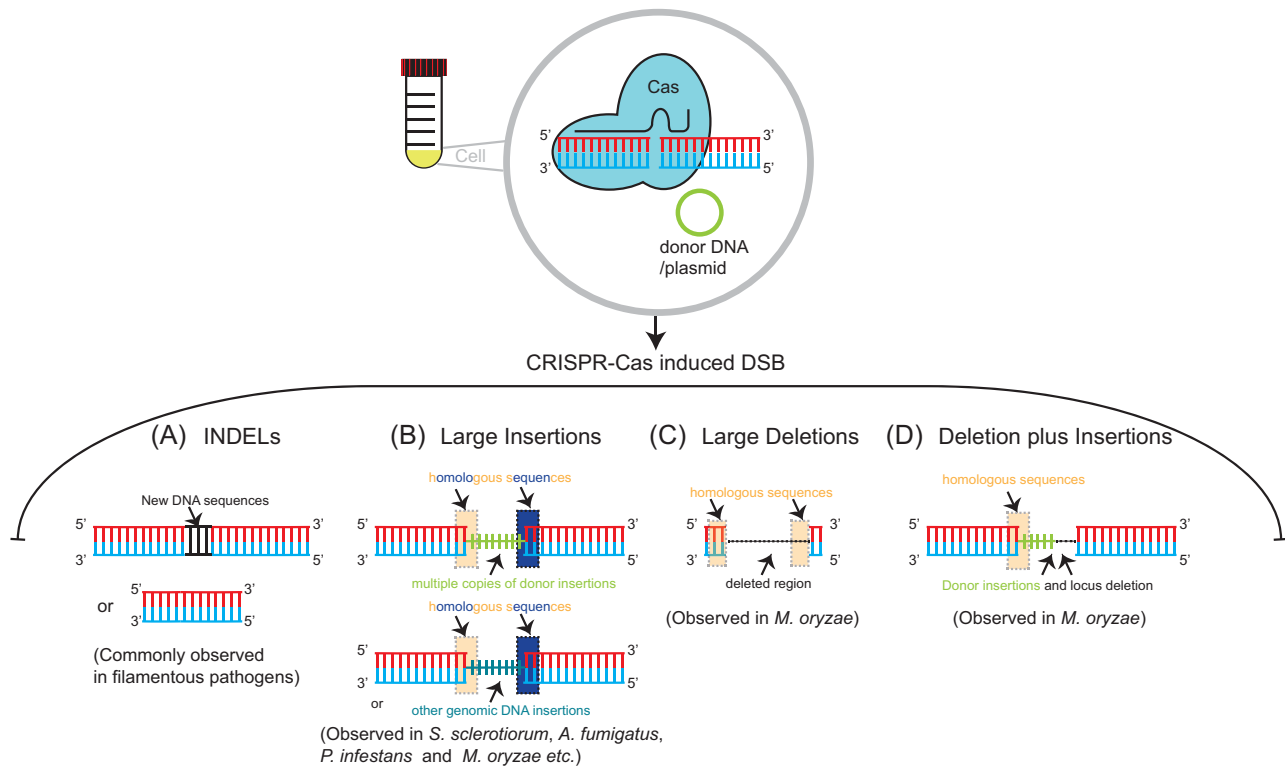 Cas
5’ 3’
3’ 5’
Cell
donor DNA
/plasmid
CRISPR-Cas induced DSB
(A) INDELs
New DNA sequences
5’ 3’
3’ 5’
or
5’ 3’
3’ 5’
(Commonly observed
in filamentous pathogens)
(B) Large Insertions
homologous sequences
5’ 3’
3’ 5’
multiple copies of donor insertions
homologous sequences
5’ 3’
3’ 5’
or
other genomic DNA insertions
(Observed in S. sclerotiorum, A. fumigatus,
P. infestans and M. oryzae etc.)
(C) Large Deletions
homologous sequences
5’ 3’
3’ 5’
deleted region
(Observed in M. oryzae)
(D) Deletion plus Insertions
homologous sequences
5’ 3’
3’ 5’
Donor insertions and locus deletion
(Observed in M. oryzae)